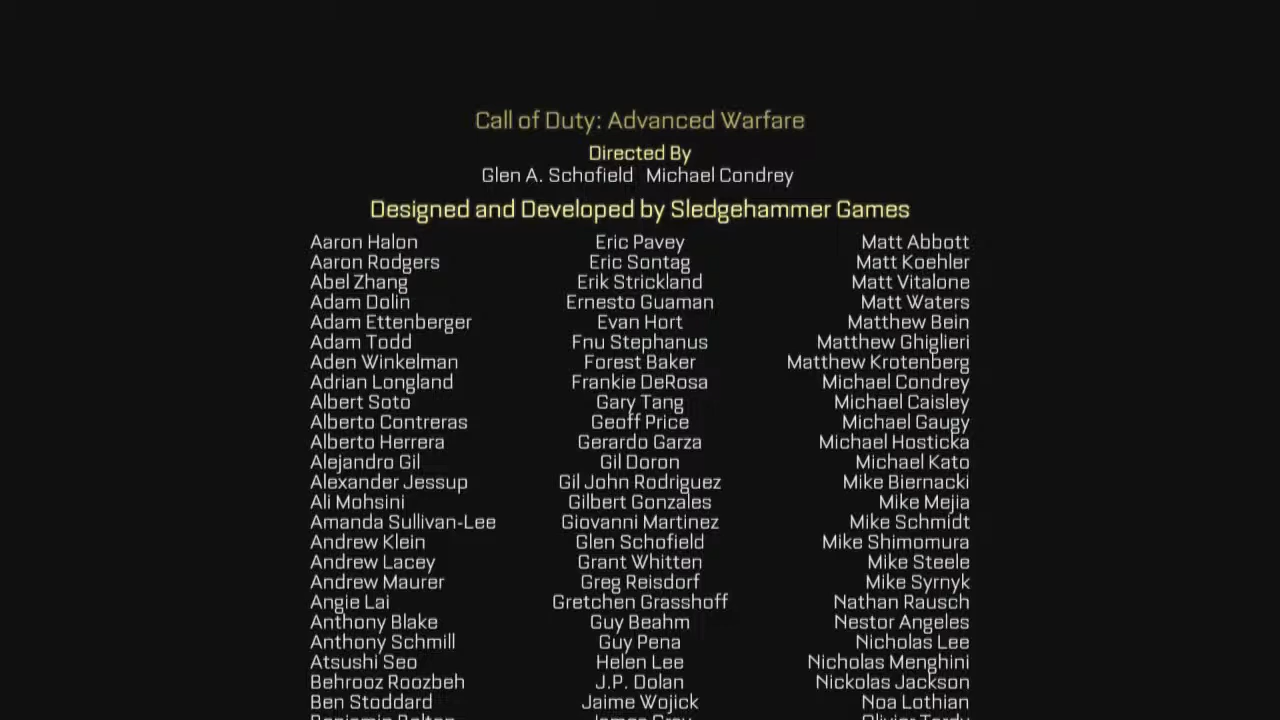 Call of Duty: Advanced Warfare
Directed By
Glen A. Schofield Michael Condrey
Designed and Developed by Sledgehammer Games
Aaron Halon Eric Pavey Matt Abbott
Aaron Rodgers Eric Sontag Matt Koehler
Abel Zhang Erik Strickland Matt Vitalone
Adam Dolin Ernesto Guaman Matt Waters
Adam Ettenberger Evan Hort Matthew Bein
Adam Todd Fnu Stephanus Matthew Ghiglieri
Aden Winkelman Forest Baker Matthew Krotenberg
Adrian Longland Frankie DeRosa Michael Condrey
Albert Soto Gary Tang Michael Caisley
Alberto Contreras Geoff Price Michael Gaugy
Alberto Herrera Gerardo Garza Michael Hosticka
Alejandro Gil Gil Doron Michael Kato
Alexander Jessup Gil John Rodriguez Mike Biernacki
Ali Mohsini Gilbert Gonzales Mike Mejia
Amanda Sullivan-Lee Giovanni Martinez Mike Schmidt
Andrew Klein Glen Schofield Mike Shimomura
Andrew Lacey Grant Whitten Mike Steele
Andrew Maurer Greg Reisdorf Mike Syrnyk
Angie Lai Gretchen Grasshoff Nathan Rausch
Anthony Blake Guy Beahm Nestor Angeles
Anthony Schmill Guy Pena Nicholas Lee
Atsushi Seo Helen Lee Nicholas Menghini
Behrooz Roozbeh J.P. Dolan Nickolas Jackson
Ben Stoddard Jaime Wojick Noa Lothian